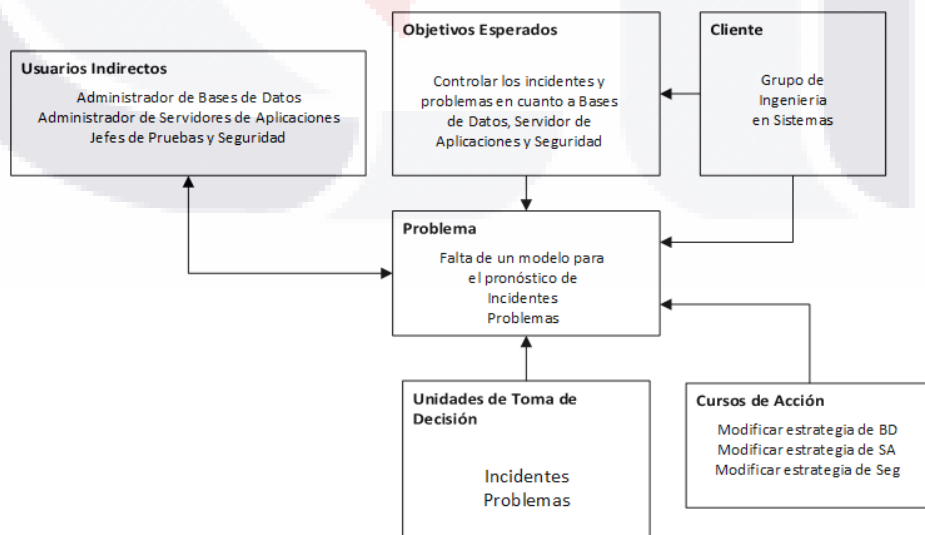 Usuarios Indirectos
Administrador de Bases de Datos
Administrador de Servidores de Aplicaciones
Jefes de Pruebas y Seguridad
Objetivos Esperados
Controlar los incidentes y
problemas en cuanto a Bases
de Datos, Servidor de
Aplicaciones y Seguridad
Cliente
Grupo de
Ingenieria
en Sistemas
Problema
Falta de un modelo para
el pronóstico de
Incidentes
Problemas
Unidades de Toma de
Decisión
Incidentes
Problemas
Cursos de Acción
Modificar estrategia de BD
Modificar estrategia de SA
Modificar estrategia de Seg